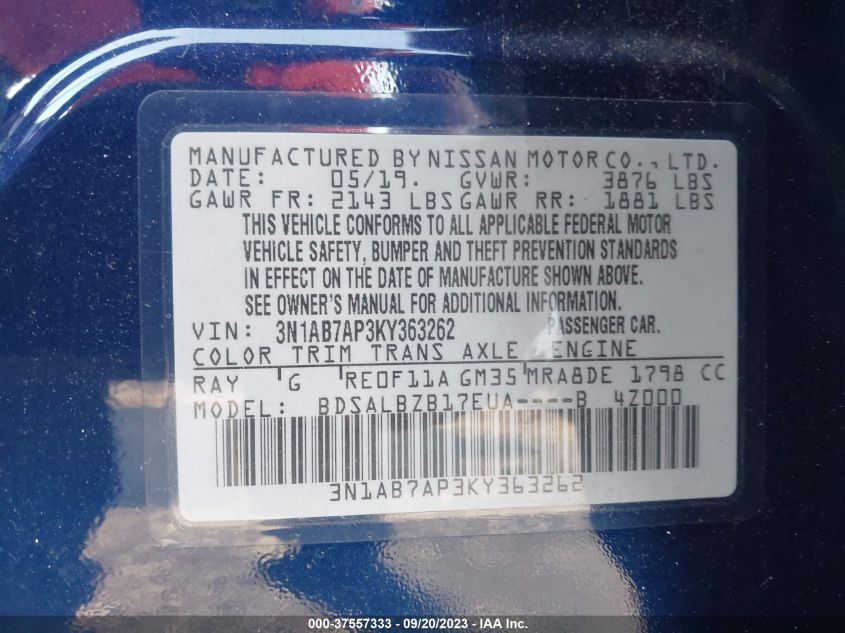 MANUFACTURED BY NISSAN MOTOR CO., LTD.
DATE: 05/19. GVWR: 3876 LBS
GAWR FR: 2143 LBS GAWR RR: 1881 LBS
THIS VEHICLE CONFORMS TO ALL APPLICABLE FEDERAL MOTOR
VEHICLE SAFETY, BUMPER AND THEFT PREVENTION STANDARDS
IN EFFECT ON THE DATE OF MANUFACTURE SHOWN ABOVE.
SEE OWNER'S MANUAL FOR ADDITIONAL INFORMATION.
VIN: 3N1AB7AP3KY363262 PASSENGER CAR.
COLOR TRIM TRANS AXLE ENGINE
RAY G RE0F11A GM35 MRA8DE 1798 CC
MODEL: BDSALBZB17EUA----B 4Z000
3N1AB7AP3KY363262
000-37557333 - 09/20/2023 - IAA Inc.